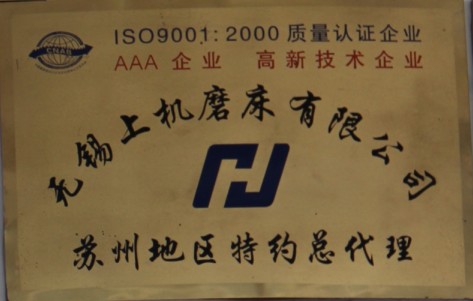 CNAS
ISO9001:2000 质量认证企业
AAA 企业 高新技术企业
无锡上机磨床有限公司
苏州地区特约总代理